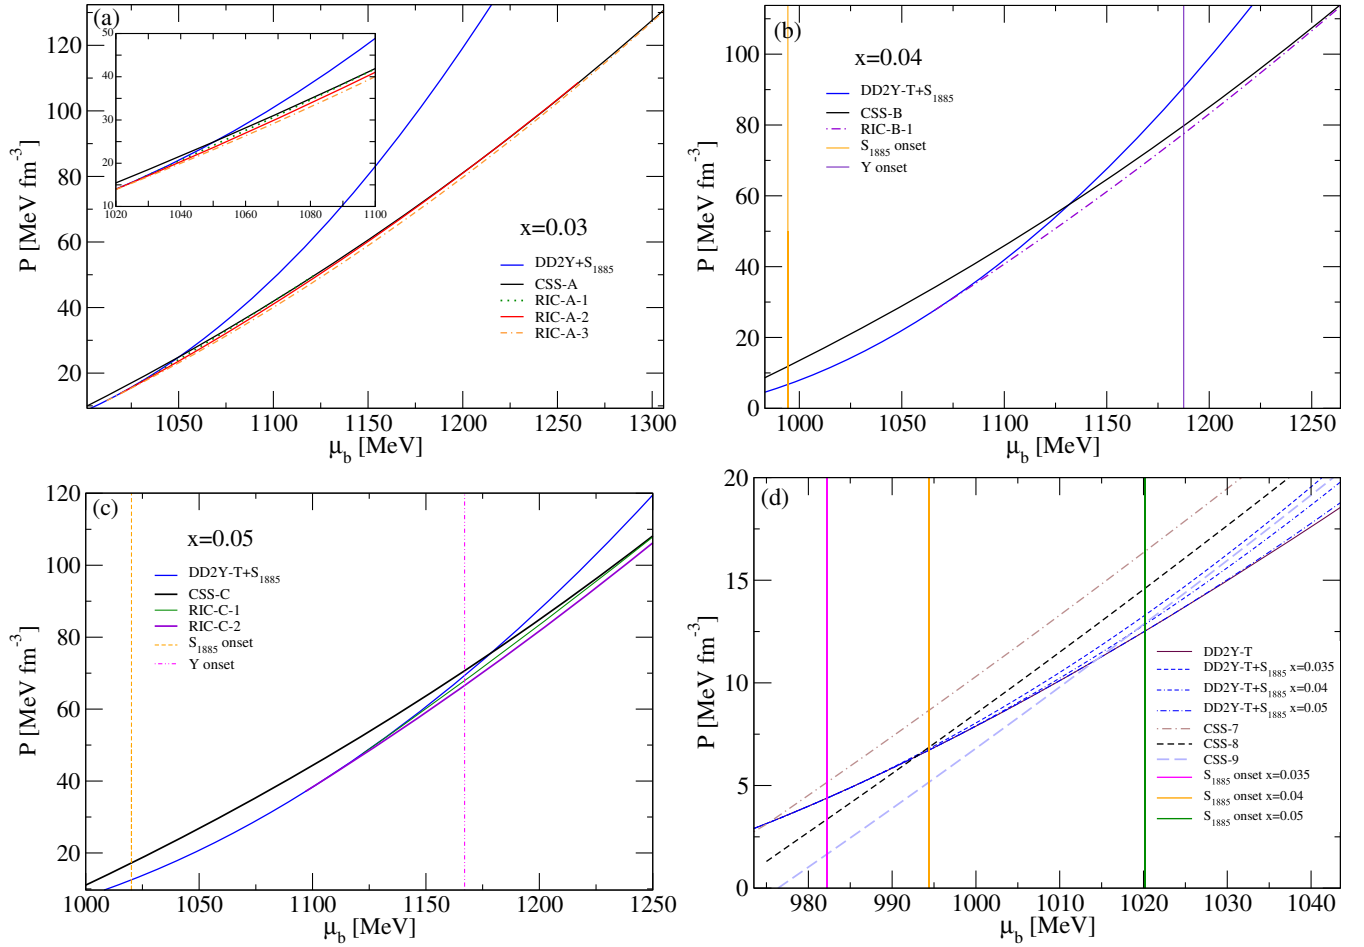 (a)
120
100
80
60
40
20
50
40
30
20
10
1020
1040
1060
1080
1100
x=0.03
DD2Y+S1885
CSS-A
RIC-A-1
RIC-A-2
RIC-A-3
1050
1100
1150
1200
1250
1300
P [MeV fm-3]
μb [MeV]
(b)
x=0.04
DD2Y-T+S1885
CSS-B
RIC-B-1
S1885 onset
Y onset
100
80
60
40
20
0
1000
1050
1100
1150
1200
1250
P [MeV fm-3]
μb [MeV]
(c)
x=0.05
DD2Y-T+S1885
CSS-C
RIC-C-1
RIC-C-2
S1885 onset
Y onset
120
100
80
60
40
20
1000
1050
1100
1150
1200
1250
P [MeV fm-3]
μb [MeV]
(d)
20
15
10
5
0
DD2Y-T
DD2Y-T+S1885 x=0.035
DD2Y-T+S1885 x=0.04
DD2Y-T+S1885 x=0.05
CSS-7
CSS-8
CSS-9
S1885 onset x=0.035
S1885 onset x=0.04
S1885 onset x=0.05
980
990
1000
1010
1020
1030
1040
P [MeV fm-3]
μb [MeV]